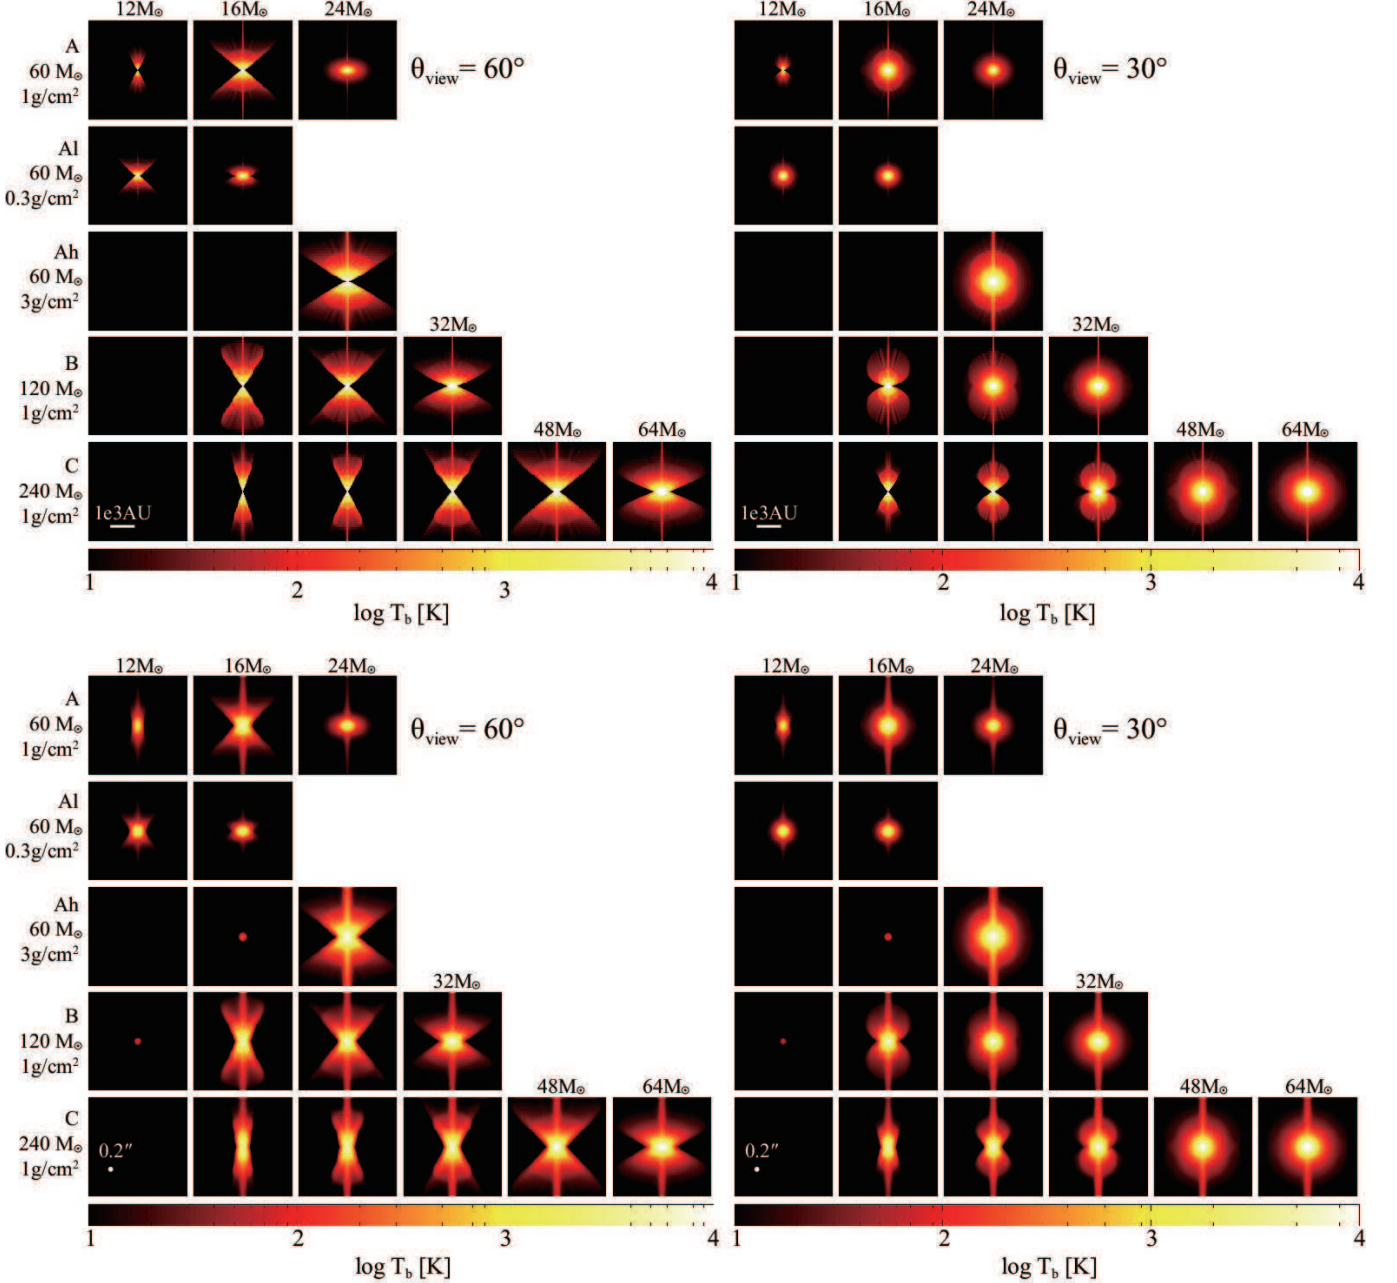 12M⊙ 16M⊙ 24M⊙
A
60 M⊙
1g/cm²
θview= 60°
Al
60 M⊙
0.3g/cm²
Ah
60 M⊙
3g/cm²
32M⊙
B
120 M⊙
1g/cm²
48M⊙ 64M⊙
C
240 M⊙
1g/cm²
1e3AU
1 2 3 4
log Tb [K]
12M⊙ 16M⊙ 24M⊙
θview= 30°
32M⊙
48M⊙ 64M⊙
1e3AU
1 2 3 4
log Tb [K]
12M⊙ 16M⊙ 24M⊙
A
60 M⊙
1g/cm²
θview= 60°
Al
60 M⊙
0.3g/cm²
Ah
60 M⊙
3g/cm²
32M⊙
B
120 M⊙
1g/cm²
48M⊙ 64M⊙
C
240 M⊙
1g/cm²
0.2″
1 2 3 4
log Tb [K]
12M⊙ 16M⊙ 24M⊙
θview= 30°
32M⊙
48M⊙ 64M⊙
0.2″
1 2 3 4
log Tb [K]